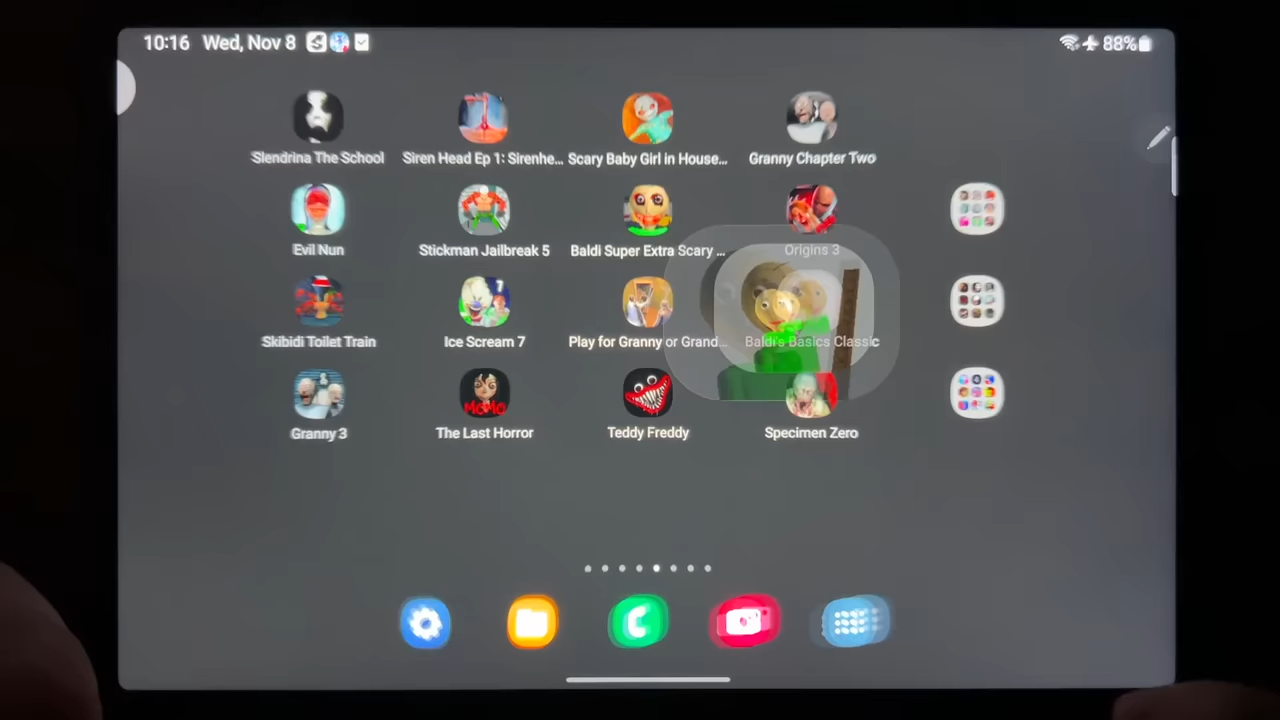 10:16 Wed, Nov 8 88%
Slendrina The School Siren Head Ep 1: Sirenhe... Scary Baby Girl in House... Granny Chapter Two
Evil Nun Stickman Jailbreak 5 Baldi Super Extra Scary ... Origins 3
7
Skibidi Toilet Train Ice Scream 7 Play for Granny or Grand... Baldi's Basics Classic
MOMO
Granny 3 The Last Horror Teddy Freddy Specimen Zero